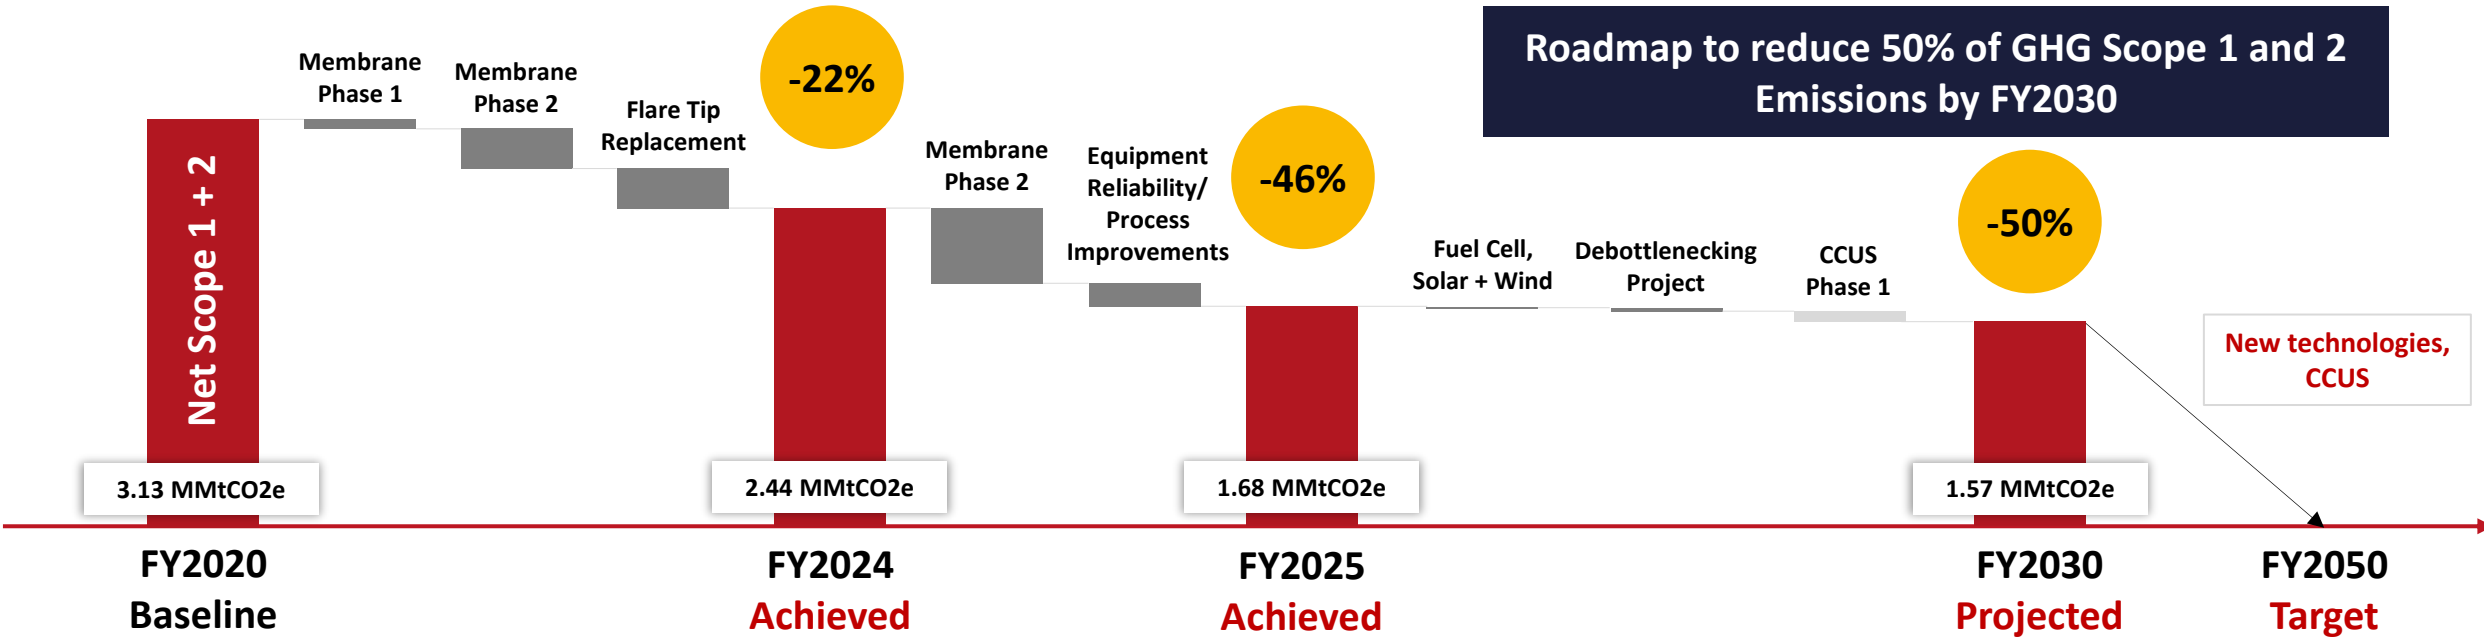 Roadmap to reduce 50% of GHG Scope 1 and 2
Emissions by FY2030
Net Scope 1 + 2
Membrane
Phase 1
Membrane
Phase 2
Flare Tip
Replacement
-22%
Membrane
Phase 2
Equipment
Reliability/
Process
Improvements
-46%
Fuel Cell,
Solar + Wind
Debottlenecking
Project
CCUS
Phase 1
-50%
New technologies,
CCUS
3.13 MMtCO2e
2.44 MMtCO2e
1.68 MMtCO2e
1.57 MMtCO2e
FY2020
Baseline
FY2024
Achieved
FY2025
Achieved
FY2030
Projected
FY2050
Target